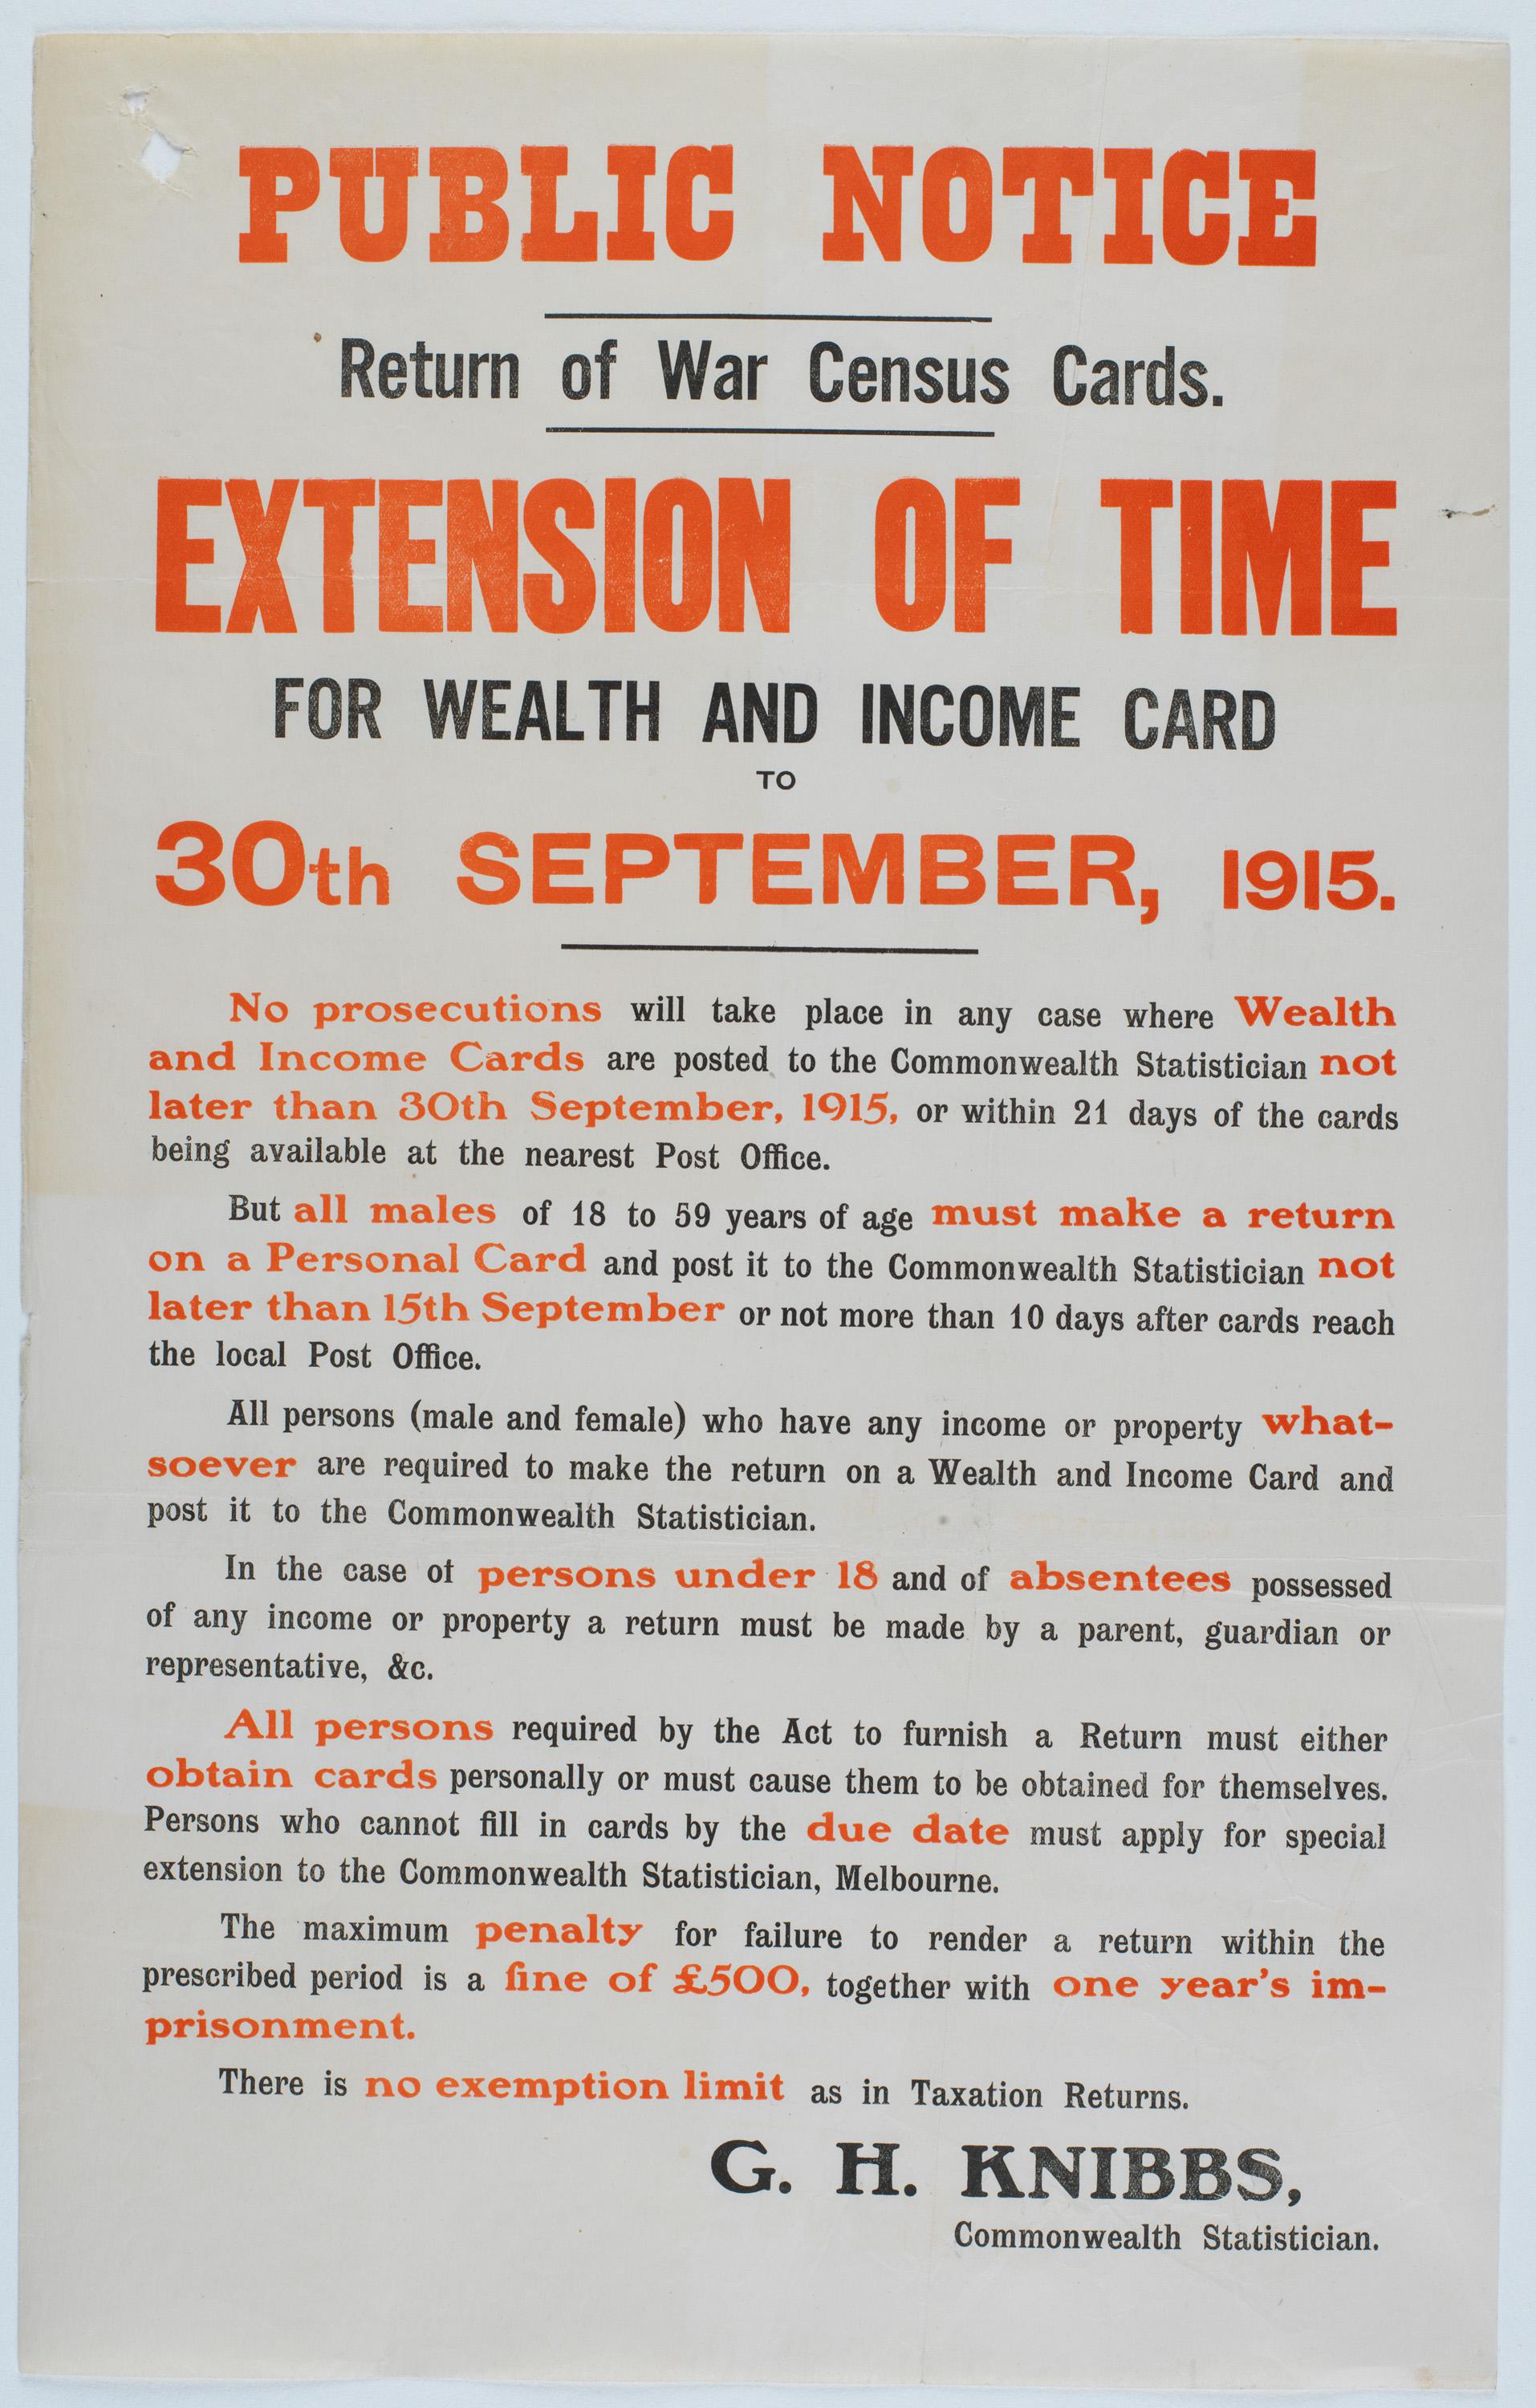 PUBLIC NOTICE
Return of War Census Cards.
EXTENSION OF TIME
FOR WEALTH AND INCOME CARD
TO
30th SEPTEMBER, 1915.
No prosecutions will take place in any case where Wealth
and Income Cards are posted to the Commonwealth Statistician not
later than 30th September, 1915, or within 21 days of the cards
being available at the nearest Post Office.
But all males of 18 to 59 years of age must make a return
on a Personal Card and post it to the Commonwealth Statistician not
later than 15th September or not more than 10 days after cards reach
the local Post Office.
All persons (male and female) who have any income or property what-
soever are required to make the return on a Wealth and Income Card and
post it to the Commonwealth Statistician.
In the case of persons under 18 and of absentees possessed
of any income or property a return must be made by a parent, guardian or
representative, &c.
All persons required by the Act to furnish a Return must either
obtain cards personally or must cause them to be obtained for themselves.
Persons who cannot fill in cards by the due date must apply for special
extension to the Commonwealth Statistician, Melbourne.
The maximum penalty for failure to render a return within the
prescribed period is a fine of £500, together with one year's im-
prisonment.
There is no exemption limit as in Taxation Returns.
G. H. KNIBBS,
Commonwealth Statistician.